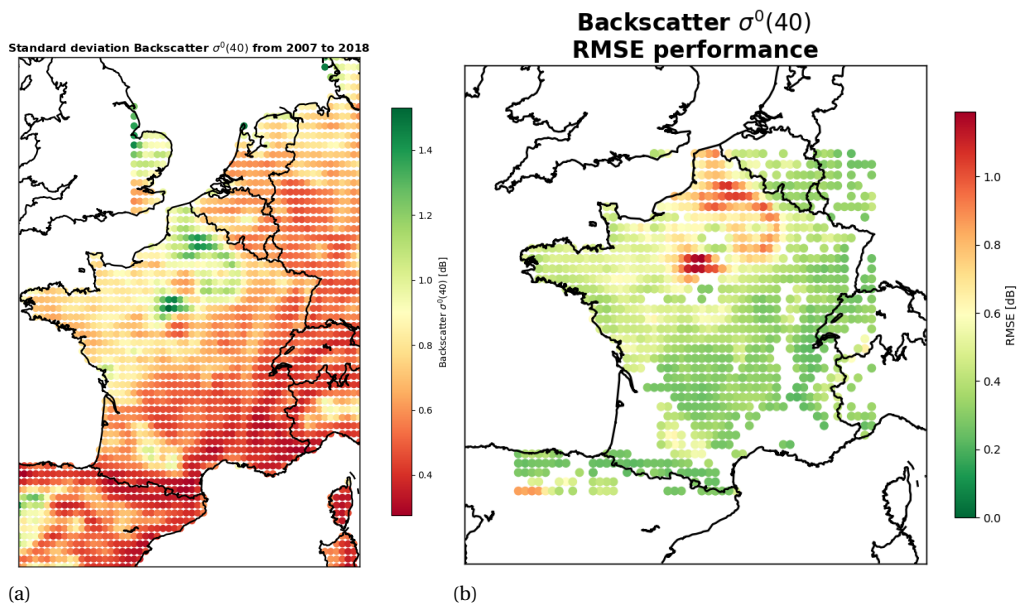 Standard deviation Backscatter σ⁰(40) from 2007 to 2018
1.4
1.2
1.0
0.8
0.6
0.4
Backscatter σ⁰(40) [dB]
(a)
Backscatter σ⁰(40)
RMSE performance
1.0
0.8
0.6
0.4
0.2
0.0
RMSE [dB]
(b)